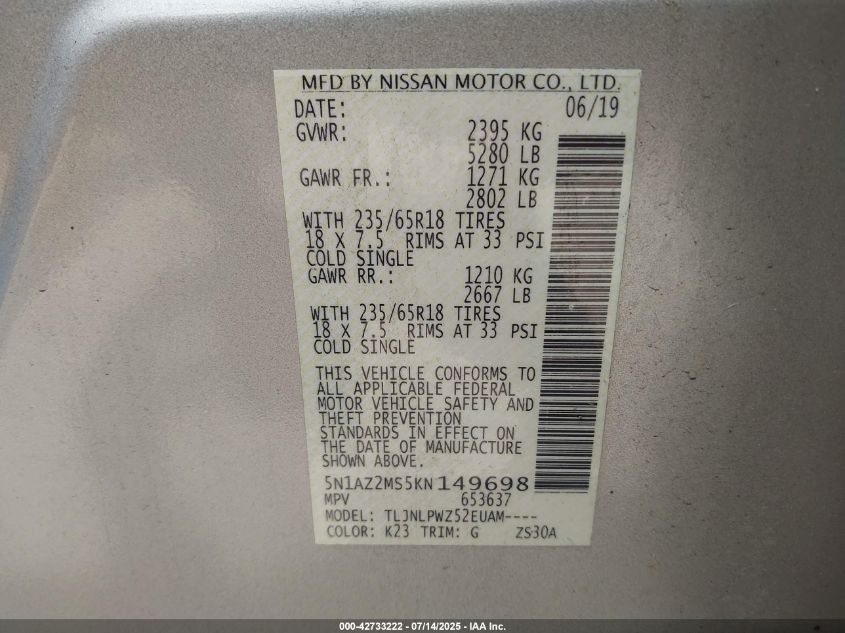 MFD BY NISSAN MOTOR CO., LTD.
DATE: 06/19
GVWR: 2395 KG
5280 LB
GAWR FR.: 1271 KG
2802 LB
WITH 235/65R18 TIRES
18 X 7.5 RIMS AT 33 PSI
COLD SINGLE
GAWR RR.: 1210 KG
2667 LB
WITH 235/65R18 TIRES
18 X 7.5 RIMS AT 33 PSI
COLD SINGLE
THIS VEHICLE CONFORMS TO
ALL APPLICABLE FEDERAL
MOTOR VEHICLE SAFETY AND
THEFT PREVENTION
STANDARDS IN EFFECT ON
THE DATE OF MANUFACTURE
SHOWN ABOVE.
5N1AZ2MS5KN149698
MPV 653637
MODEL: TLJNLPWZ52EUAM----
COLOR: K23 TRIM: G ZS30A
000-42733222 - 07/14/2025 - IAA Inc.